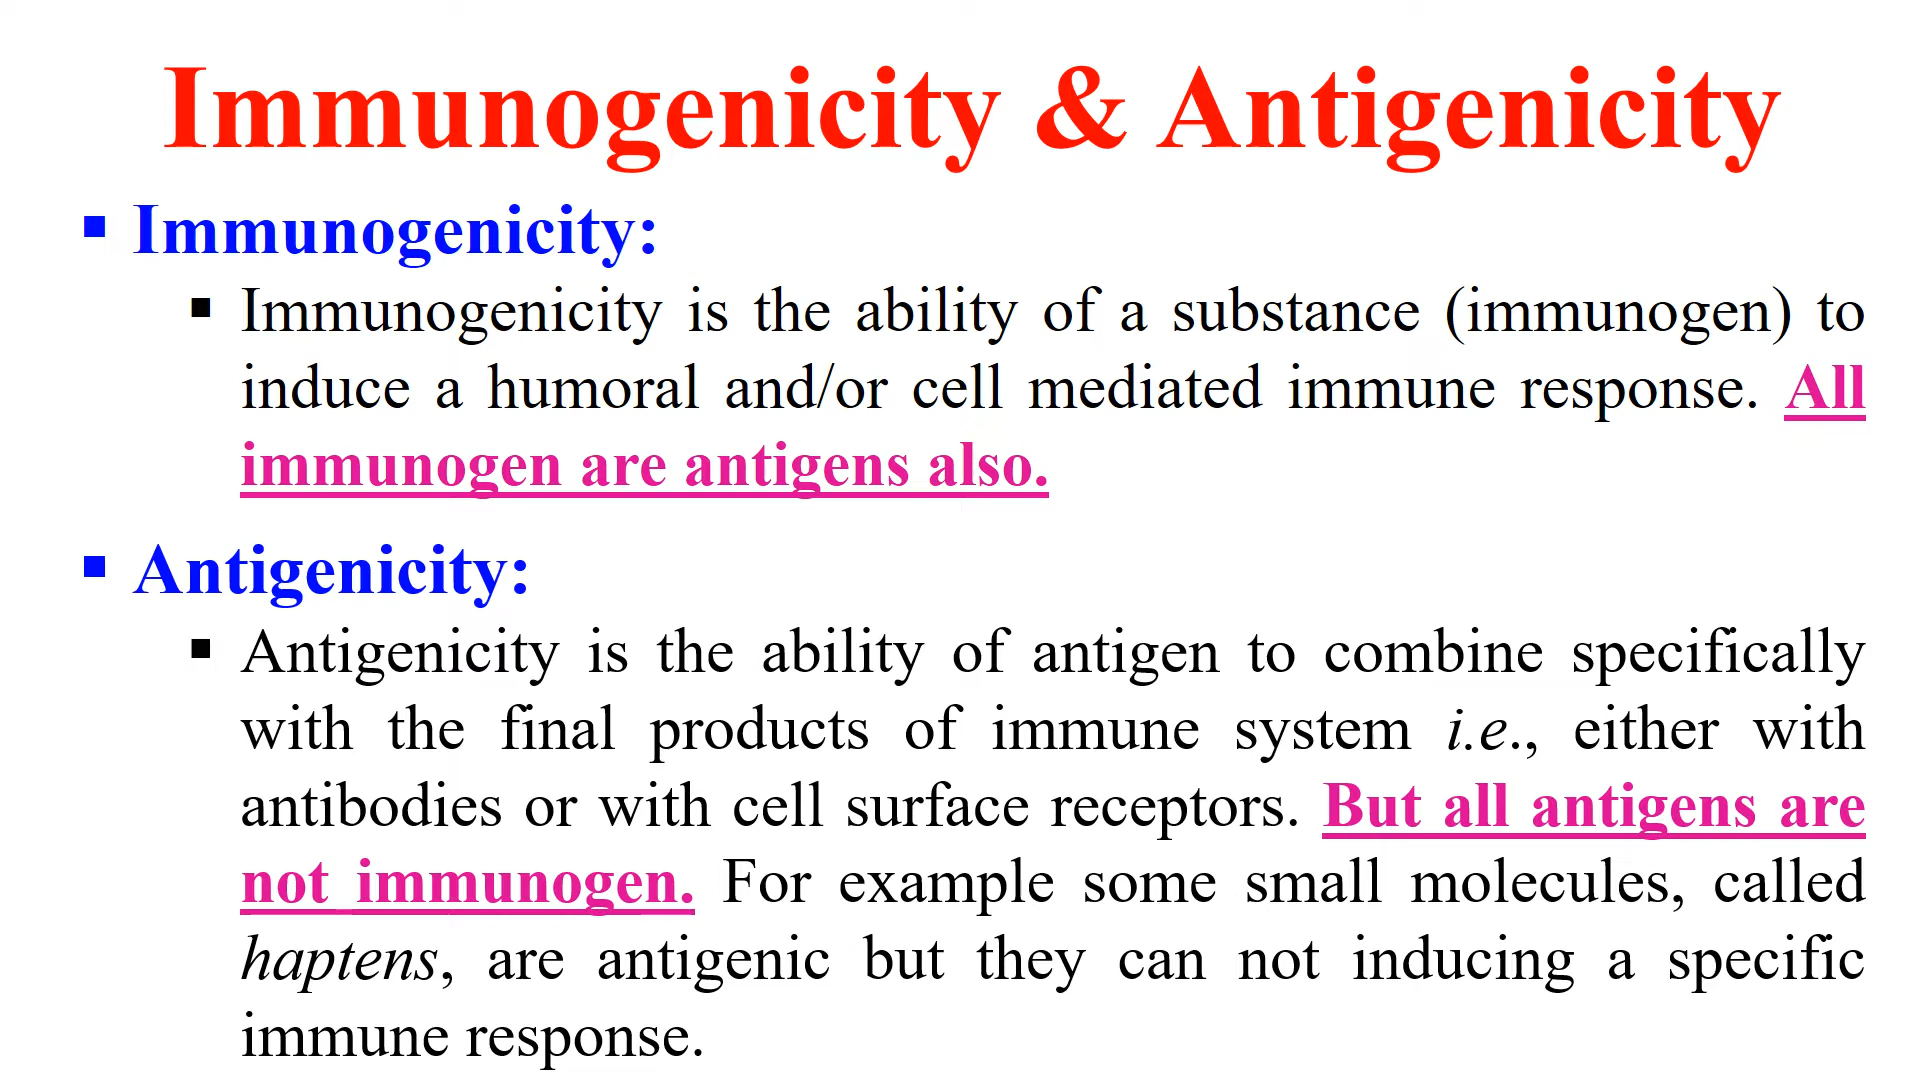 Immunogenicity & Antigenicity
Immunogenicity:
Immunogenicity is the ability of a substance (immunogen) to
induce a humoral and/or cell mediated immune response. All
immunogen are antigens also.
Antigenicity:
Antigenicity is the ability of antigen to combine specifically
with the final products of immune system i.e., either with
antibodies or with cell surface receptors. But all antigens are
not immunogen. For example some small molecules, called
haptens, are antigenic but they can not inducing a specific
immune response.